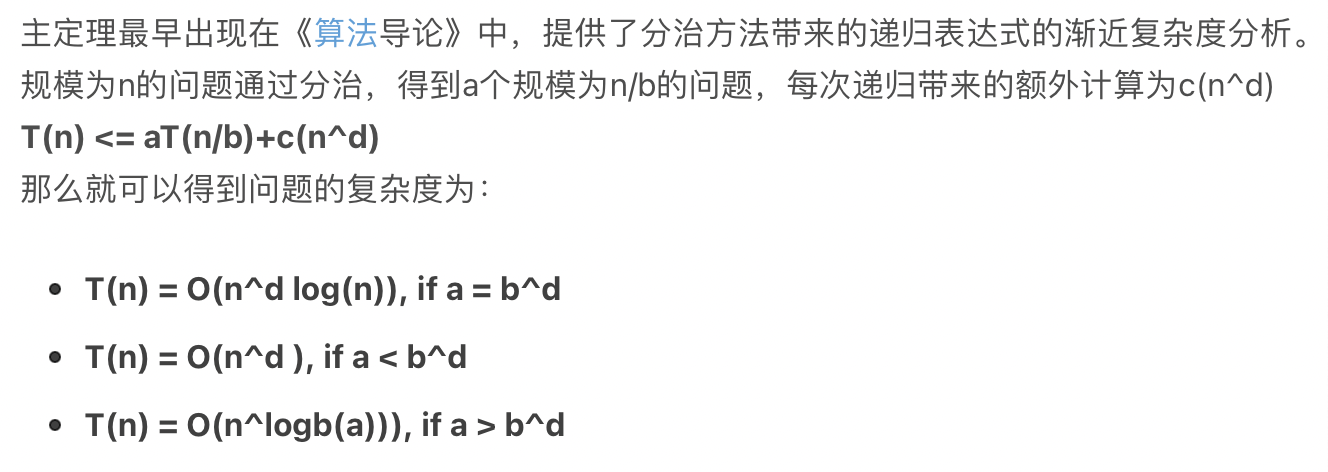 主定理最早出现在《算法导论》中，提供了分治方法带来的递归表达式的渐近复杂度分析。
规模为n的问题通过分治，得到a个规模为n/b的问题，每次递归带来的额外计算为c(n^d)
T(n) <= aT(n/b)+c(n^d)
那么就可以得到问题的复杂度为：
• T(n) = O(n^d log(n)), if a = b^d
• T(n) = O(n^d ), if a < b^d
• T(n) = O(n^logb(a))), if a > b^d